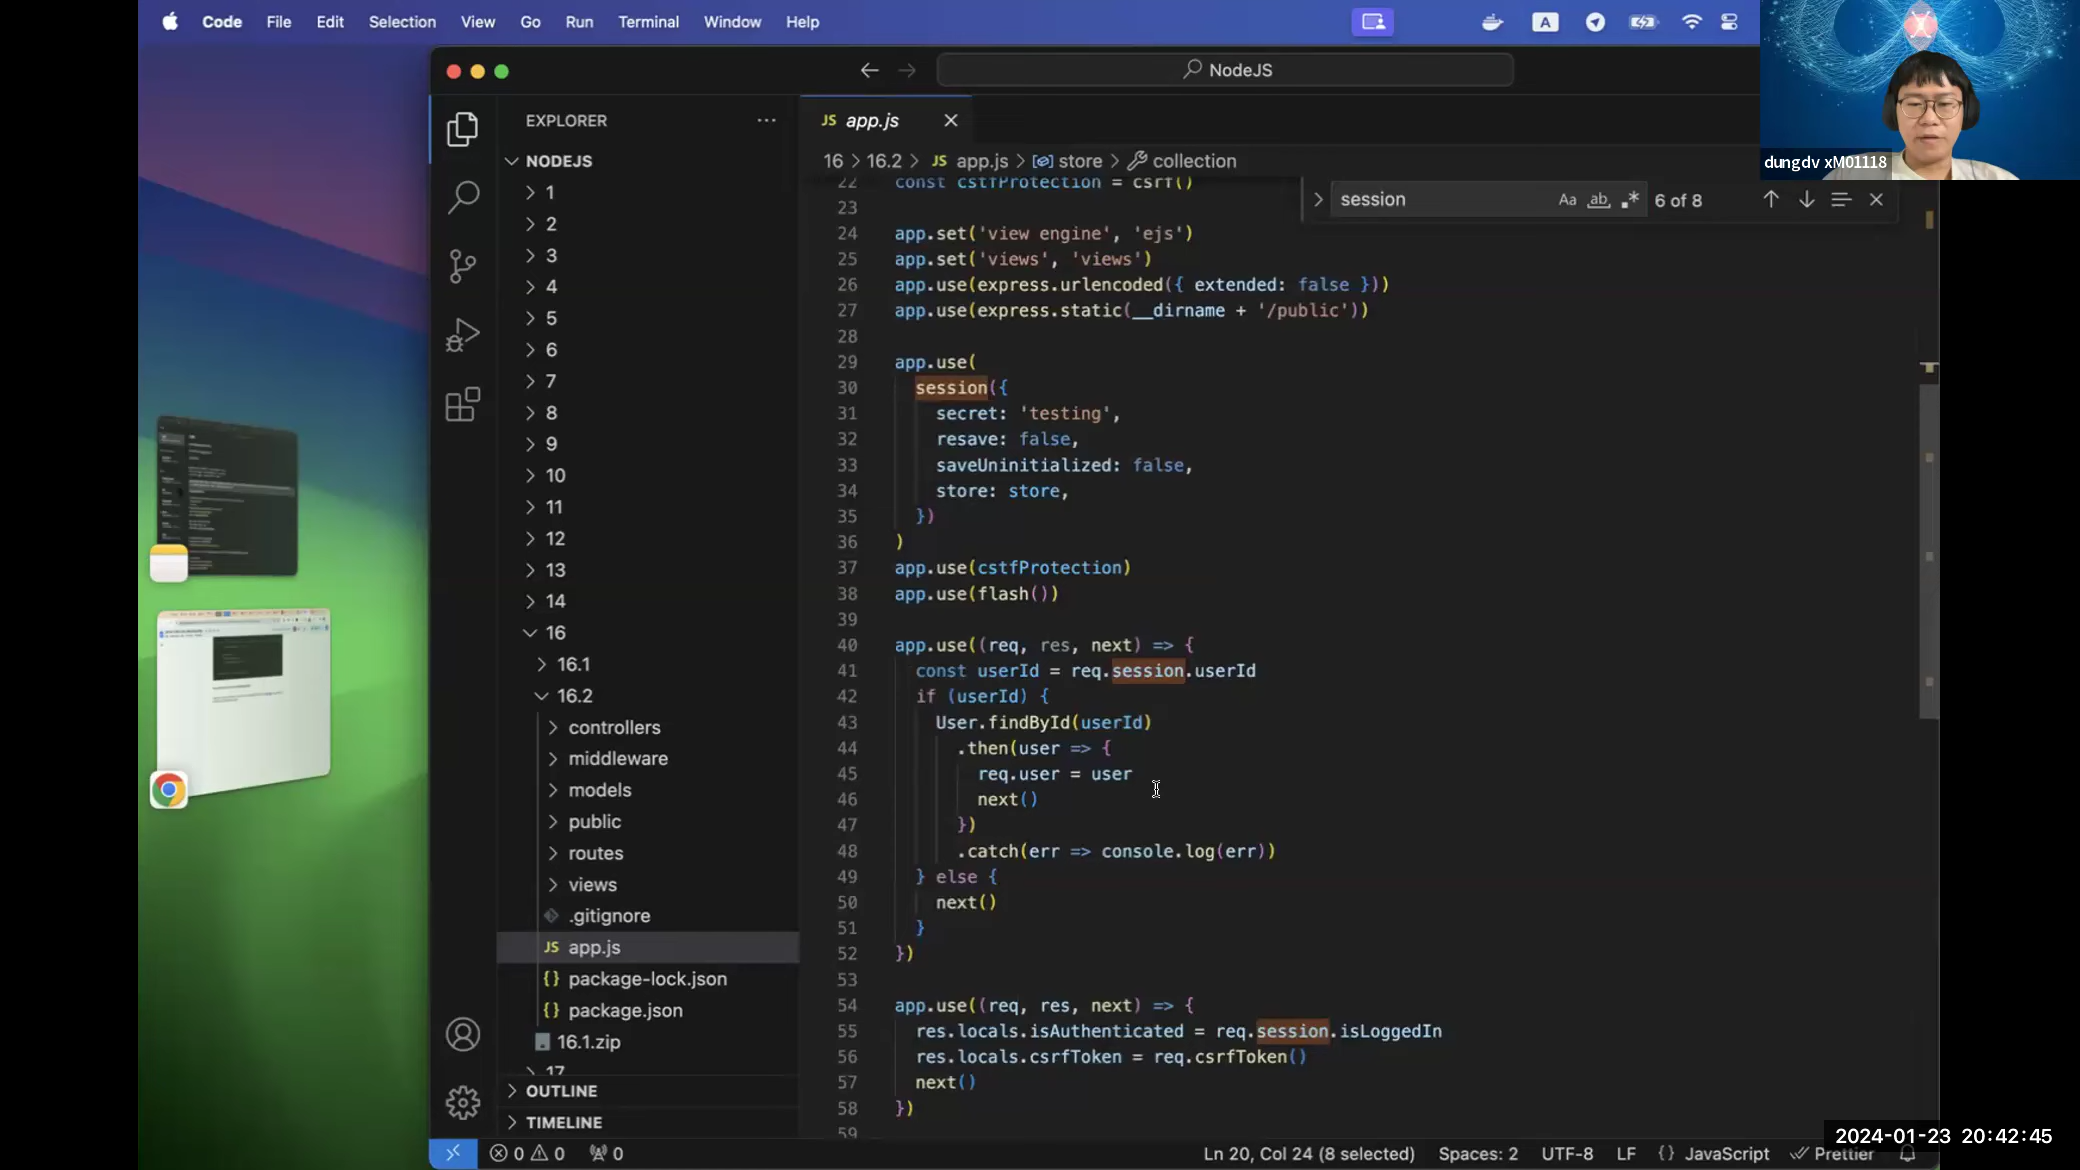 Code File Edit Selection View Go Run Terminal Window Help
A
NodeJS
dungdv xM01118
EXPLORER
NODEJS
1
2
3
4
5
6
7
8
9
10
11
12
13
14
16
16.1
16.2
controllers
middleware
models
public
routes
views
.gitignore
JS app.js
{} package-lock.json
{} package.json
16.1.zip
17
OUTLINE
TIMELINE
JS app.js
16 > 16.2 > JS app.js > store > collection
session Aa ab 6 of 8
22 const cstfProtection = csrf()
23
24 app.set('view engine', 'ejs')
25 app.set('views', 'views')
26 app.use(express.urlencoded({ extended: false }))
27 app.use(express.static(__dirname + '/public'))
28
29 app.use(
30 session({
31 secret: 'testing',
32 resave: false,
33 saveUninitialized: false,
34 store: store,
35 })
36 )
37 app.use(cstfProtection)
38 app.use(flash())
39
40 app.use((req, res, next) => {
41 const userId = req.session.userId
42 if (userId) {
43 User.findById(userId)
44 .then(user => {
45 req.user = user
46 next()
47 })
48 .catch(err => console.log(err))
49 } else {
50 next()
51 }
52 })
53
54 app.use((req, res, next) => {
55 res.locals.isAuthenticated = req.session.isLoggedIn
56 res.locals.csrfToken = req.csrfToken()
57 next()
58 })
59
2024-01-23 20:42:45
0 0 0 Ln 20, Col 24 (8 selected) Spaces: 2 UTF-8 LF {} JavaScript Prettier